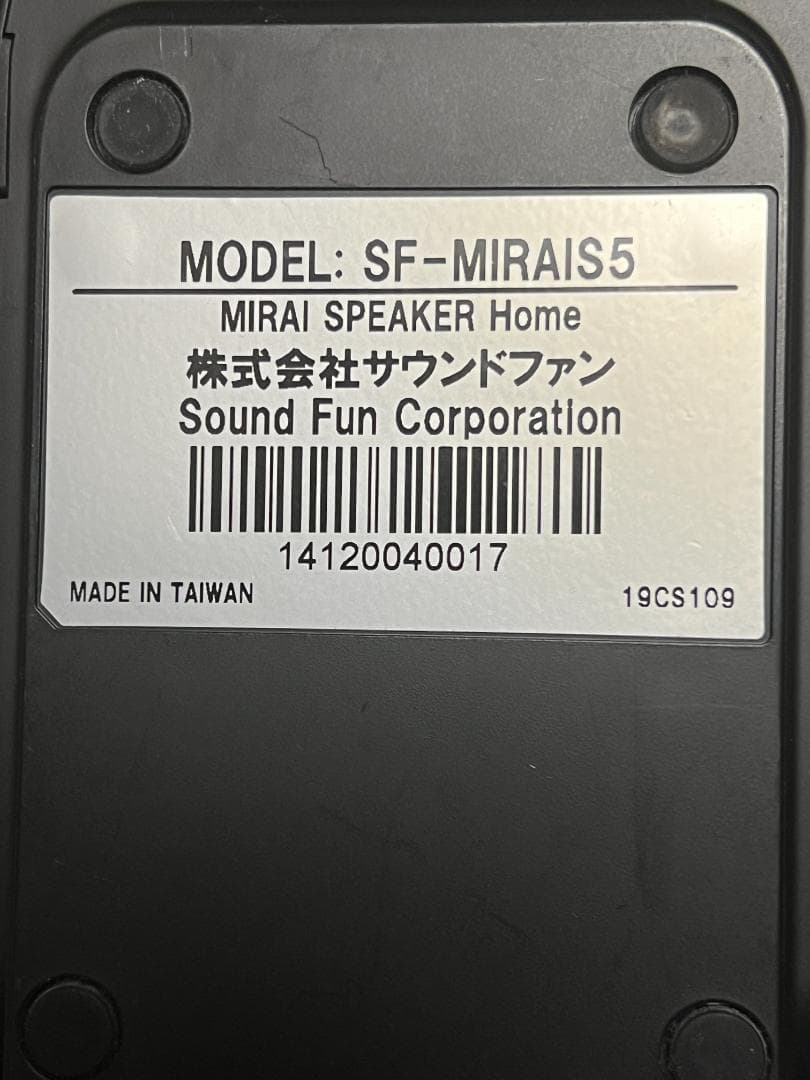 MODEL: SF-MIRAIS5
MIRAI SPEAKER Home
株式会社サウンドファン
Sound Fun Corporation
14120040017
MADE IN TAIWAN
19CS109